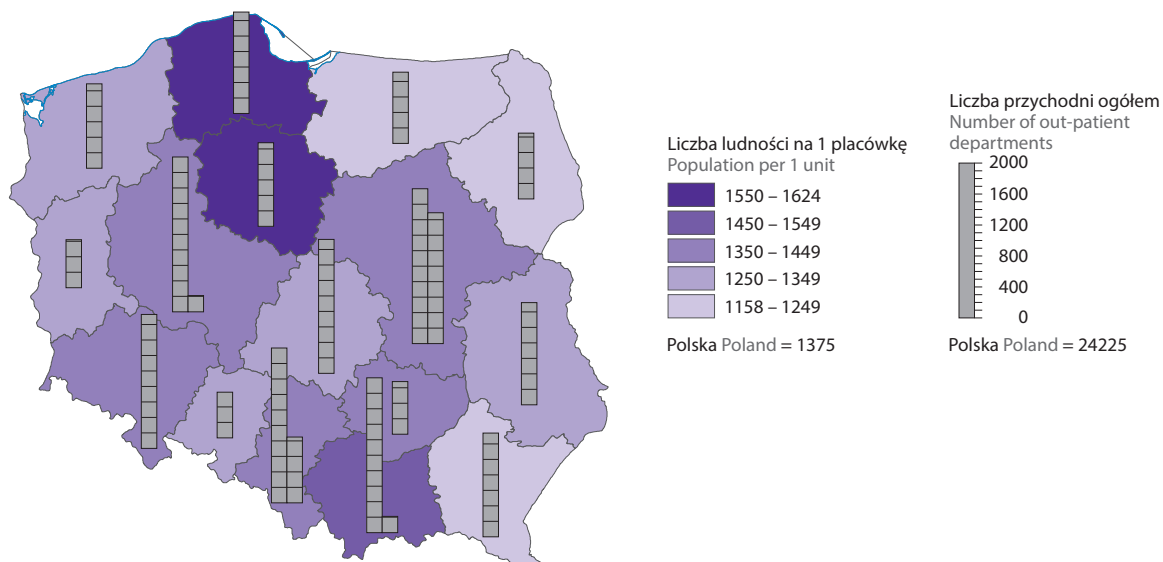 Liczba ludności na 1 placówkę
Population per 1 unit
1550 – 1624
1450 – 1549
1350 – 1449
1250 – 1349
1158 – 1249
Polska Poland = 1375
Liczba przychodni ogółem
Number of out-patient
departments
2000
1600
1200
800
400
0
Polska Poland = 24225